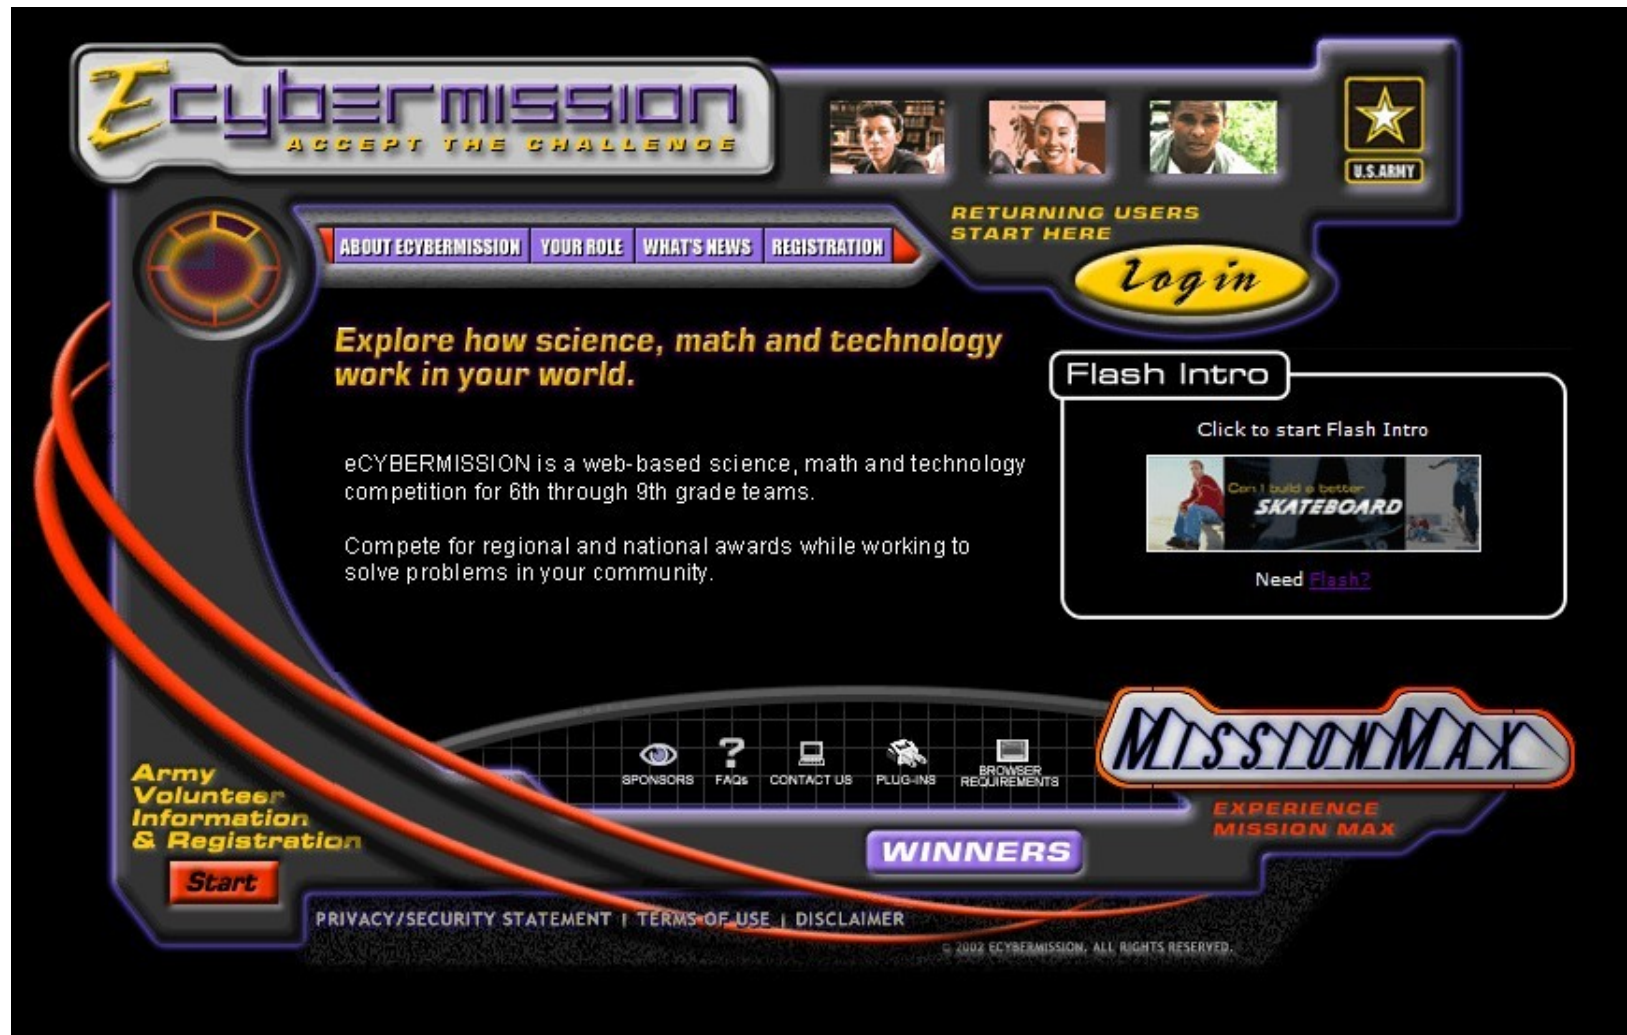 Ecybermission
ACCEPT THE CHALLENGE
U.S.ARMY
RETURNING USERS
START HERE
Login
ABOUT ECYBERMISSION
YOUR ROLE
WHAT'S NEWS
REGISTRATION
Explore how science, math and technology
work in your world.
eCYBERMISSION is a web-based science, math and technology
competition for 6th through 9th grade teams.
Compete for regional and national awards while working to
solve problems in your community.
Flash Intro
Click to start Flash Intro
Can I build a better
SKATEBOARD
Need Flash?
SPONSORS
FAQs
CONTACT US
PLUG-INS
BROWSER
REQUIREMENTS
MISSIONMAX
EXPERIENCE
MISSION MAX
WINNERS
Army
Volunteer
Information
& Registration
Start
PRIVACY/SECURITY STATEMENT | TERMS OF USE | DISCLAIMER
© 2002 ECYBERMISSION. ALL RIGHTS RESERVED.